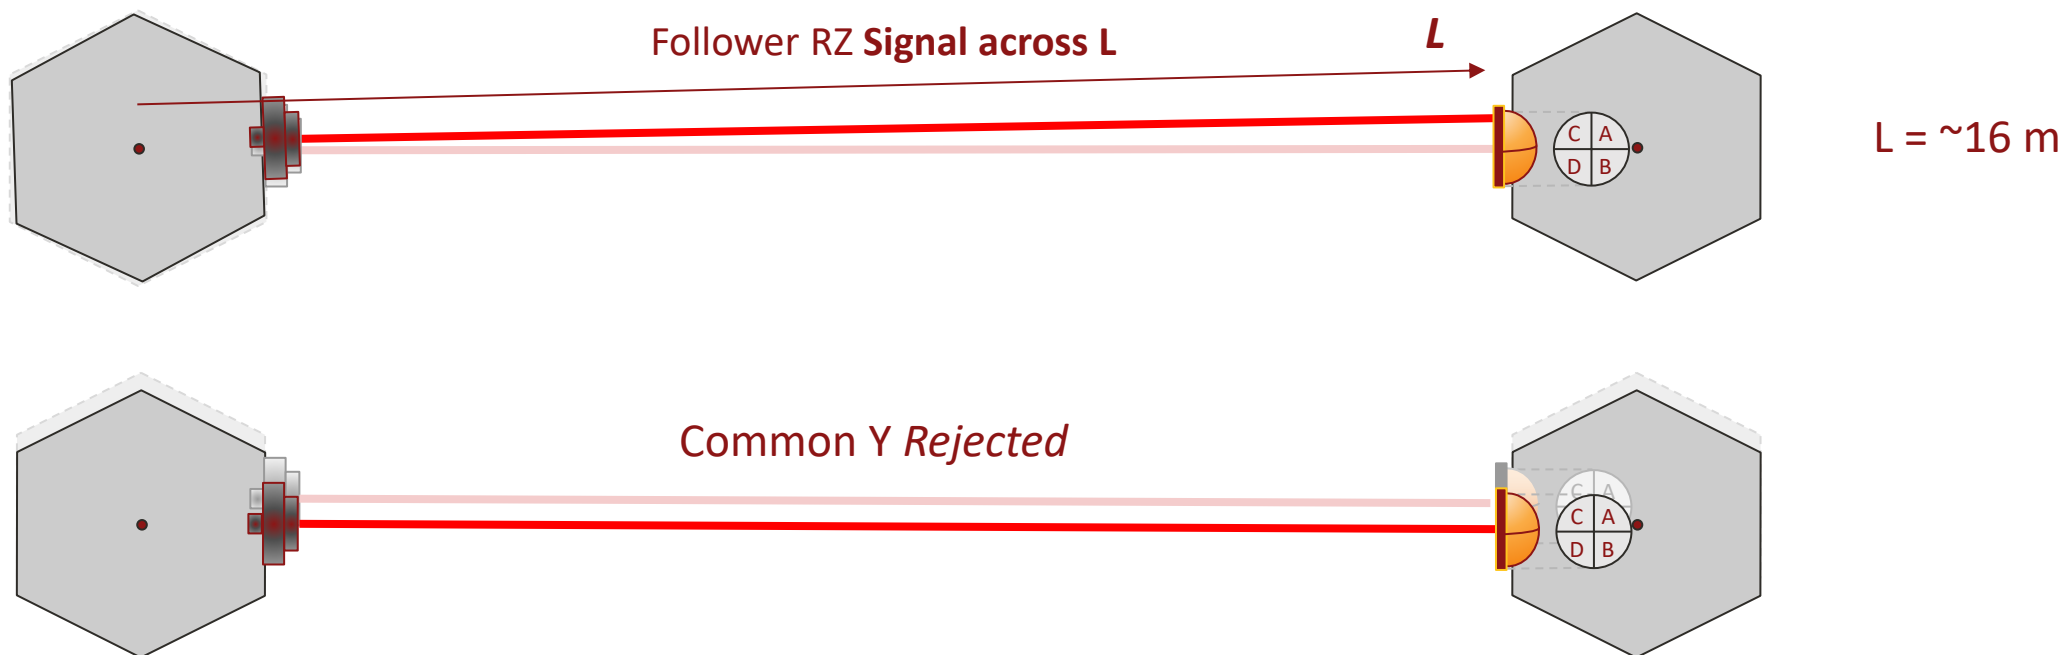 Follower RZ Signal across L
L
C A
D B
L = ~16 m
Common Y Rejected
C A
C A
D B